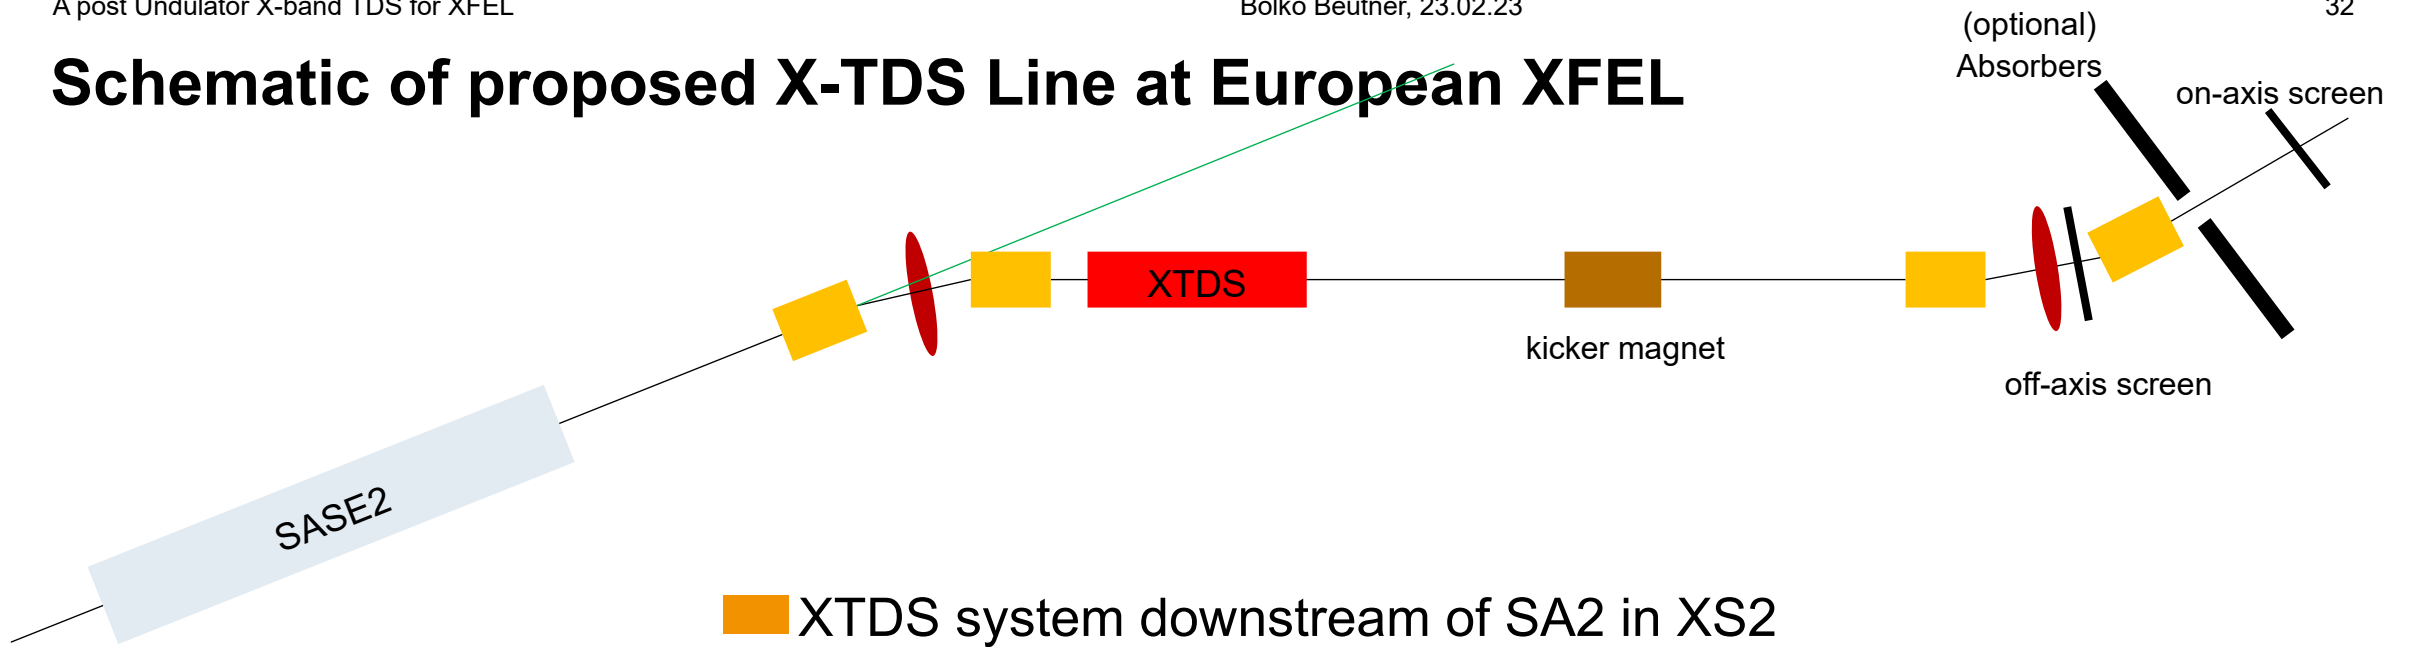 A post Undulator X-band TDS for XFEL
Bolko Beutner, 23.02.23
32
Schematic of proposed X-TDS Line at European XFEL
(optional)
Absorbers
on-axis screen
XTDS
kicker magnet
off-axis screen
SASE2
XTDS system downstream of SA2 in XS2